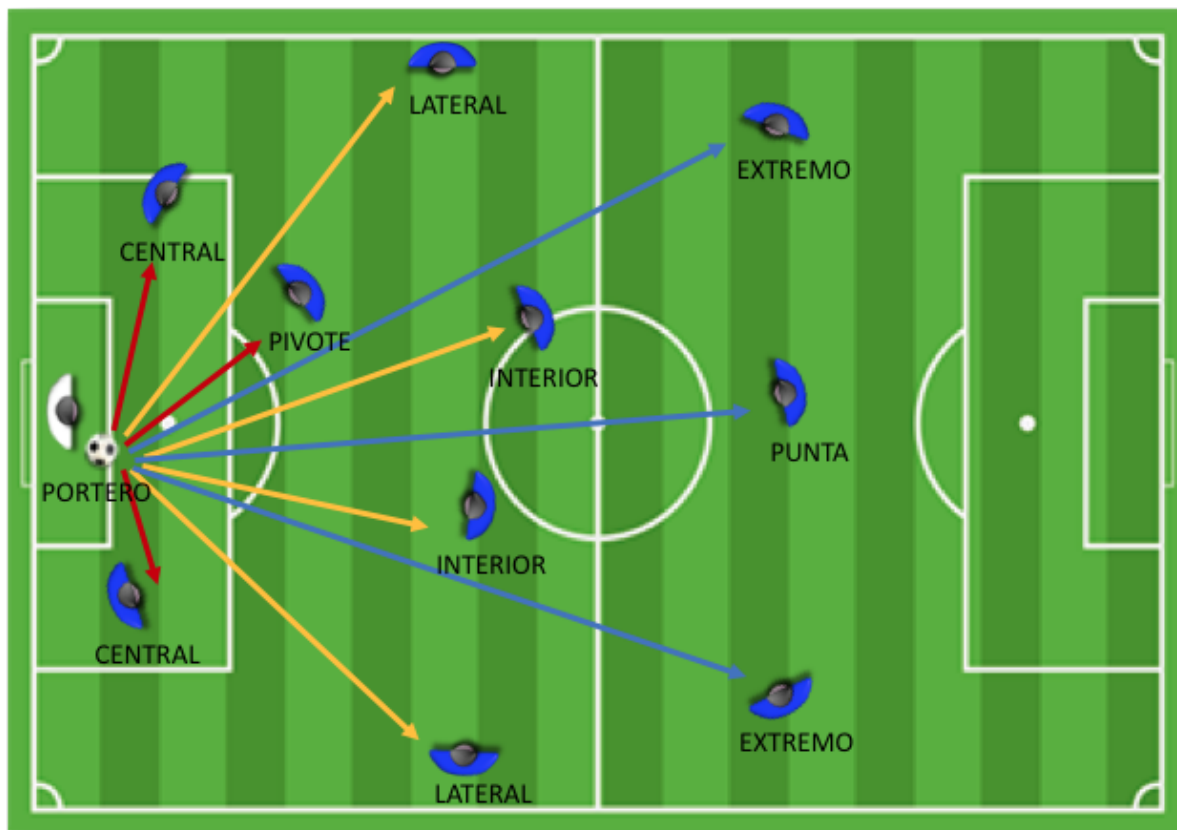 LATERAL
EXTREMO
CENTRAL
PIVOTE
INTERIOR
PUNTA
PORTERO
INTERIOR
CENTRAL
EXTREMO
LATERAL